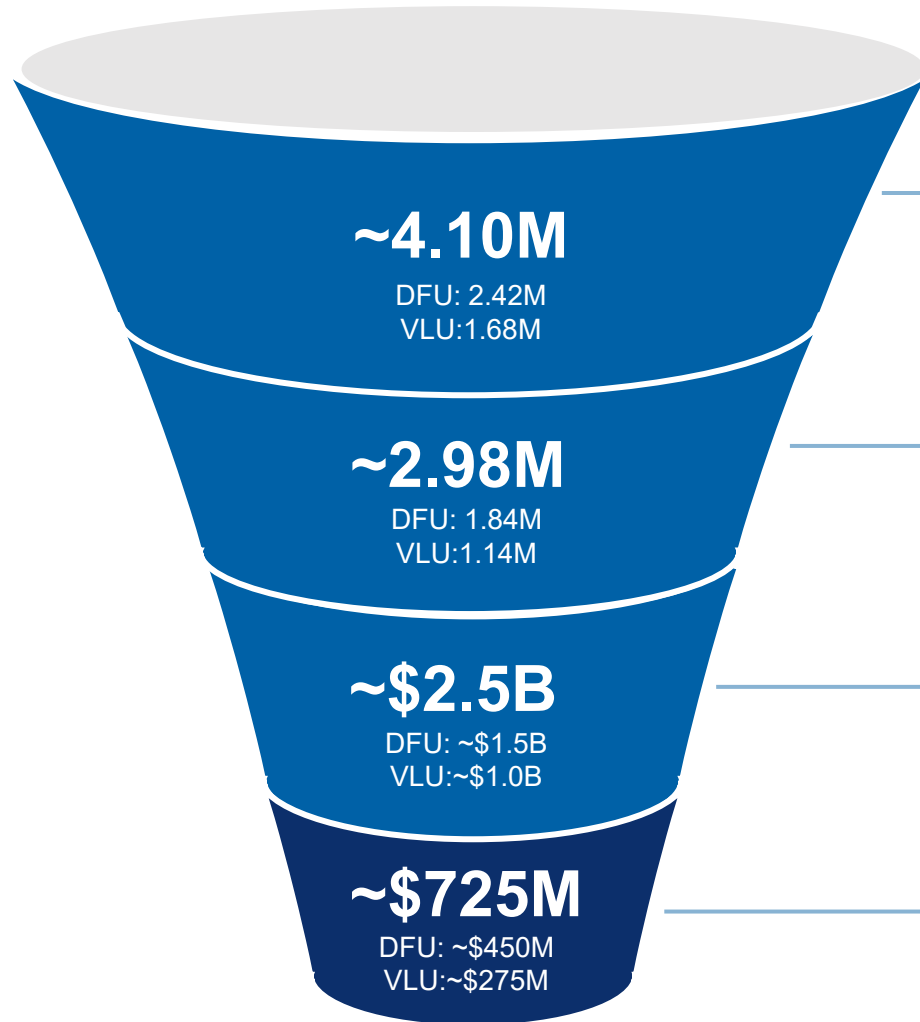 ~4.10M
DFU: 2.42M
VLU:1.68M
~2.98M
DFU: 1.84M
VLU:1.14M
~$2.5B
DFU: ~$1.5B
VLU:~$1.0B
~$725M
DFU: ~$450M
VLU:~$275M